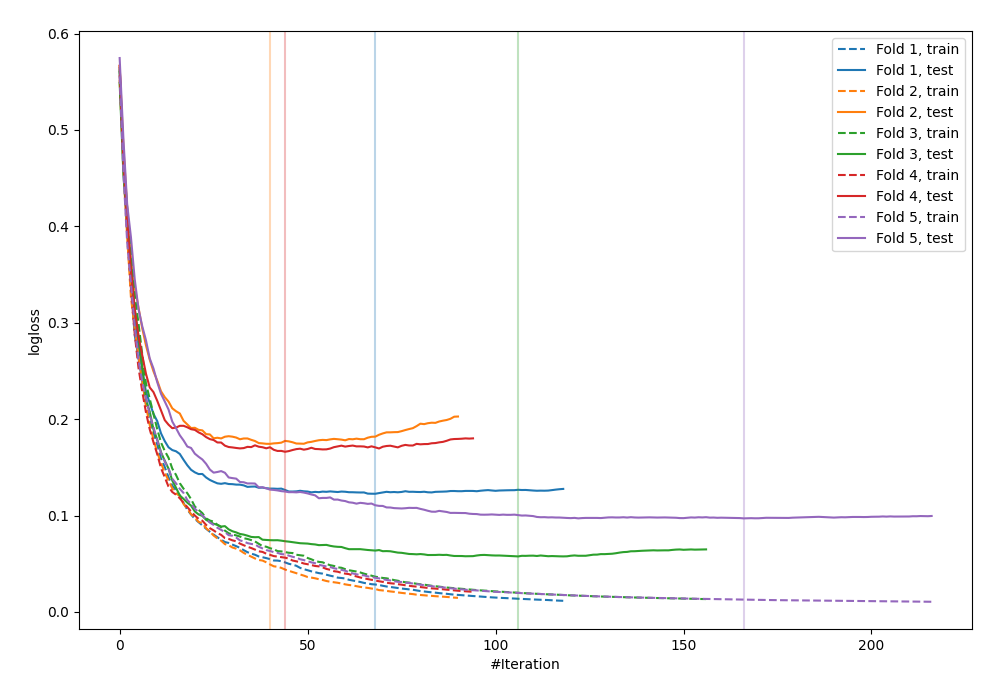 0.6
0.5
0.4
0.3
0.2
0.1
0.0
logloss
0
50
100
150
200
#Iteration
Fold 1, train
Fold 1, test
Fold 2, train
Fold 2, test
Fold 3, train
Fold 3, test
Fold 4, train
Fold 4, test
Fold 5, train
Fold 5, test